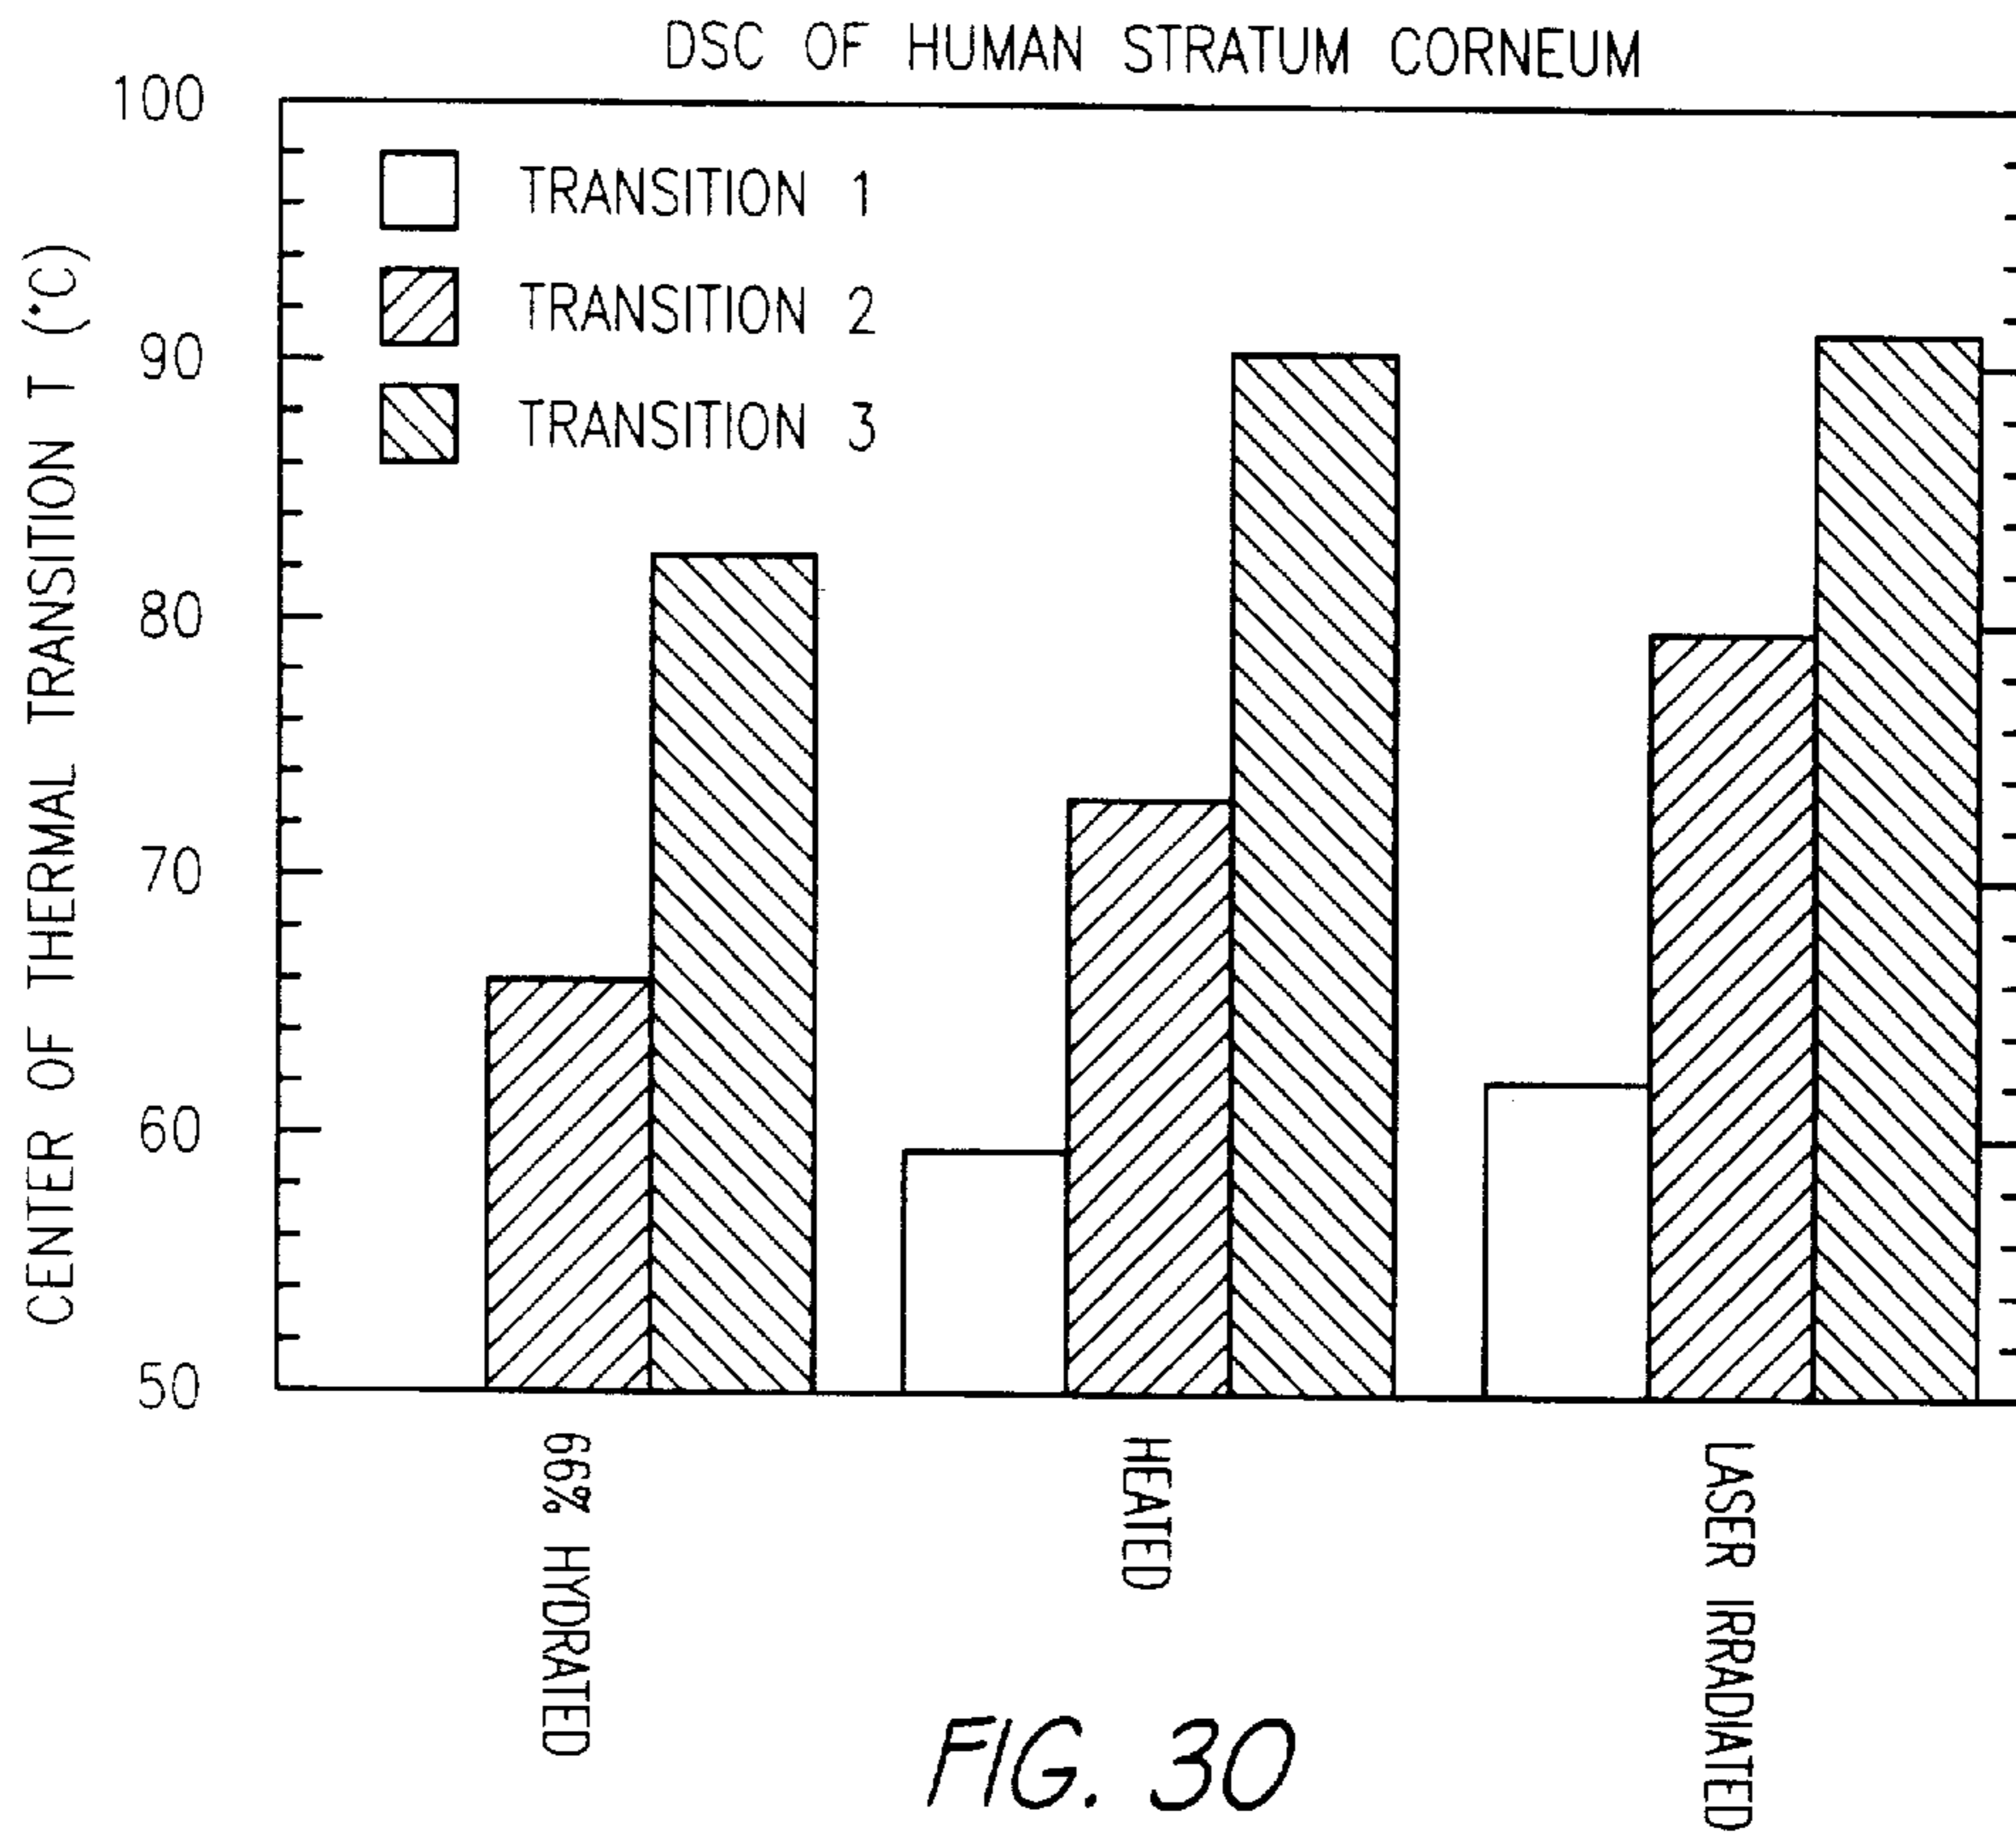 DSC OF HUMAN STRATUM CORNEUM
CENTER OF THERMAL TRANSITION T (°C)
100
90
80
70
60
50
TRANSITION 1
TRANSITION 2
TRANSITION 3
66% HYDRATED
HEATED
LASER IRRADIATED
FIG. 30